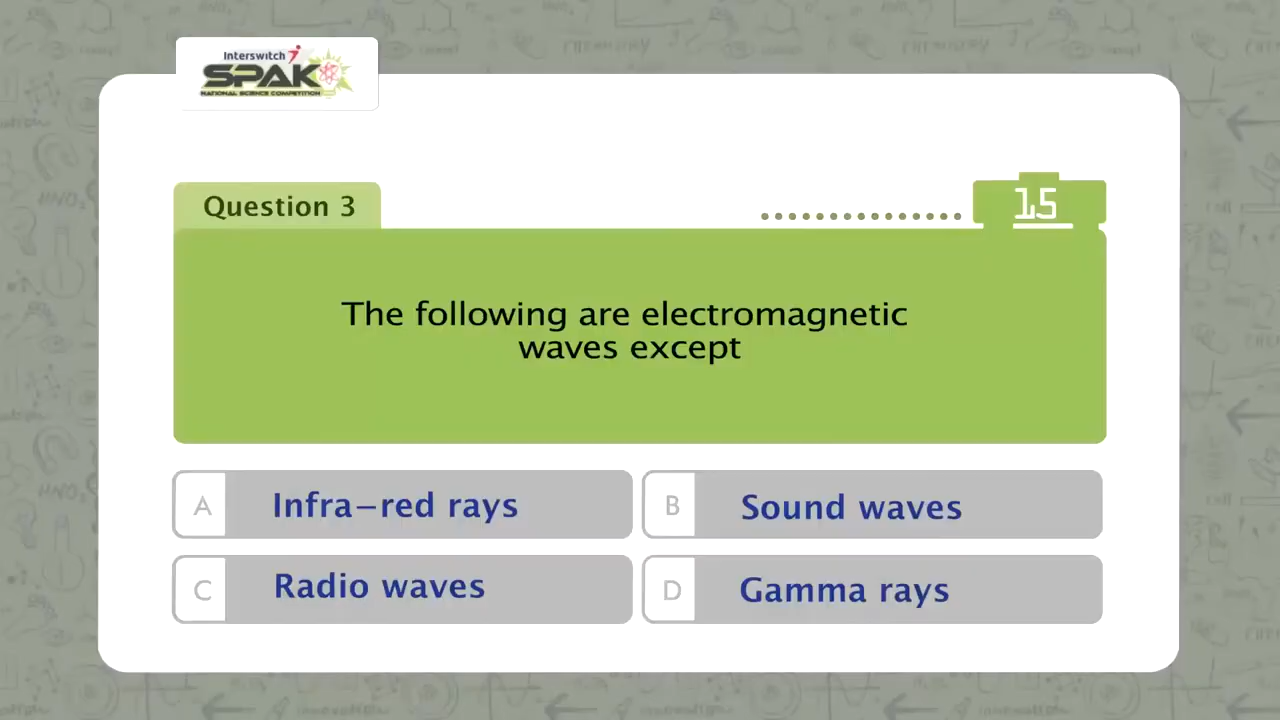 Interswitch
SPAK
NATIONAL SCIENCE COMPETITION
Question 3
15
The following are electromagnetic
waves except
A Infra-red rays
B Sound waves
C Radio waves
D Gamma rays